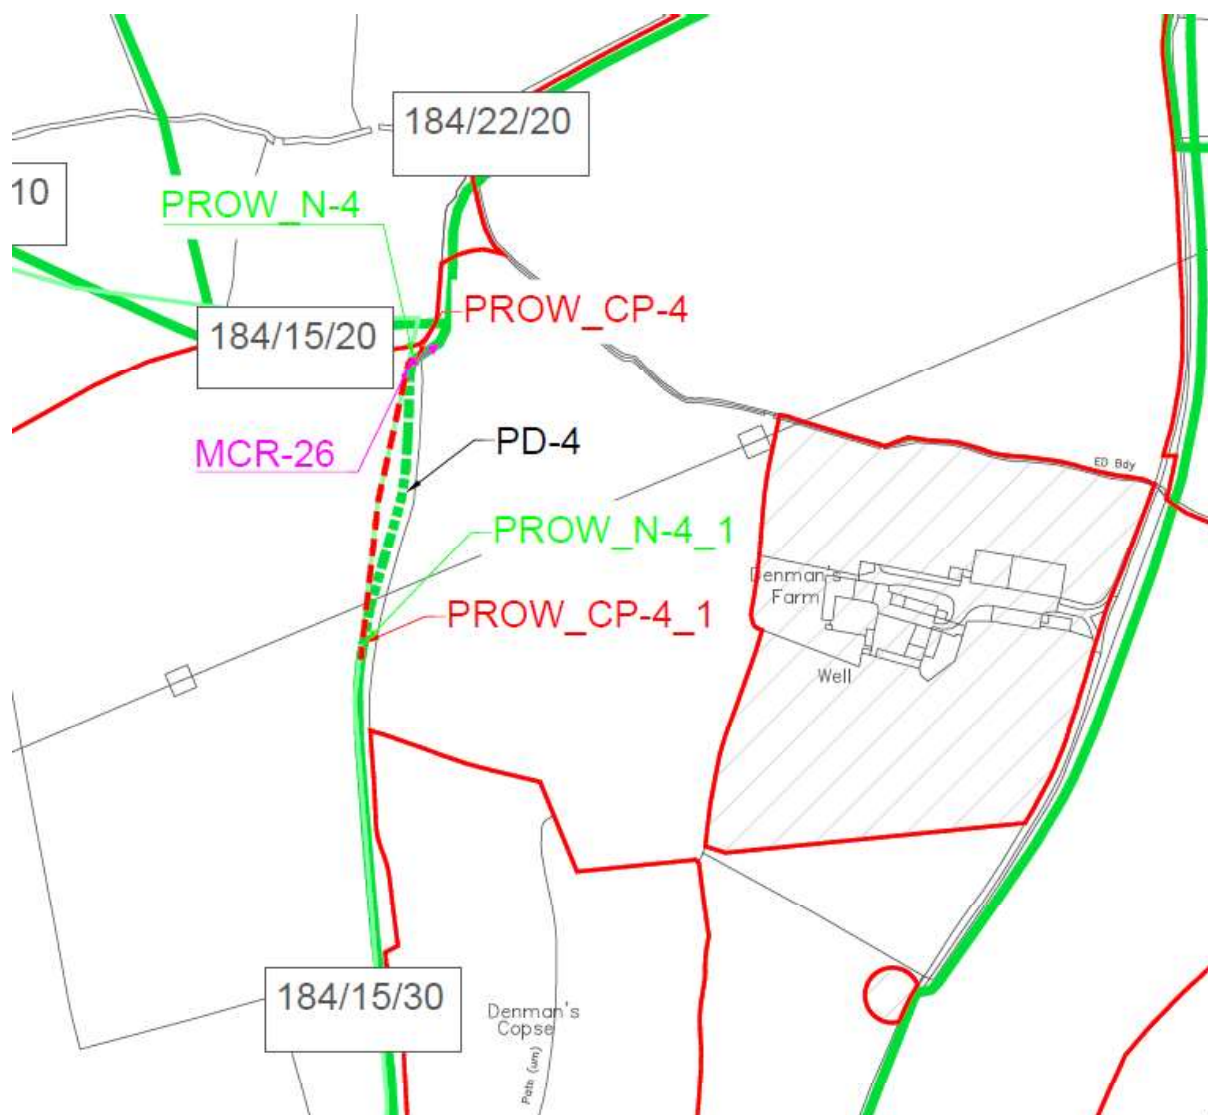 184/22/20
10
PROW_N-4
PROW_CP-4
184/15/20
PD-4
MCR-26
ED Bdy
PROW_N-4_1
Denman's
Farm
PROW_CP-4_1
Well
184/15/30
Denman's
Copse
Path (um)